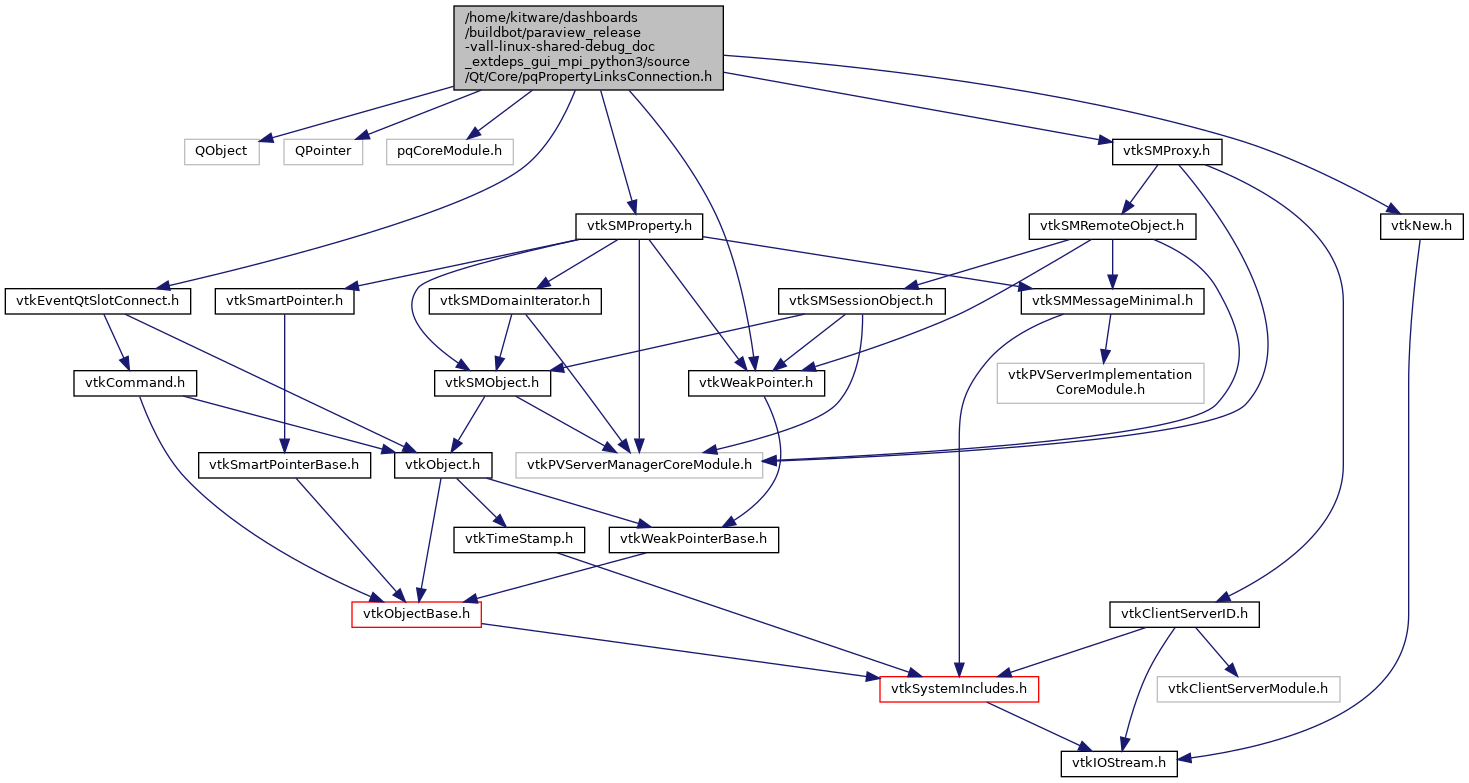 /home/kitware/dashboards
/buildbot/paraview_release
-vall-linux-shared-debug_doc
_extdeps_gui_mpi_python3/source
/Qt/Core/pqPropertyLinksConnection.h
QObject
QPointer
pqCoreModule.h
vtkSMProxy.h
vtkSMProperty.h
vtkSMRemoteObject.h
vtkNew.h
vtkEventQtSlotConnect.h
vtkSmartPointer.h
vtkSMDomainIterator.h
vtkSMSessionObject.h
vtkSMMessageMinimal.h
vtkCommand.h
vtkSMObject.h
vtkWeakPointer.h
vtkPVServerImplementation
CoreModule.h
vtkSmartPointerBase.h
vtkObject.h
vtkPVServerManagerCoreModule.h
vtkTimeStamp.h
vtkWeakPointerBase.h
vtkObjectBase.h
vtkClientServerID.h
vtkSystemIncludes.h
vtkClientServerModule.h
vtkIOStream.h